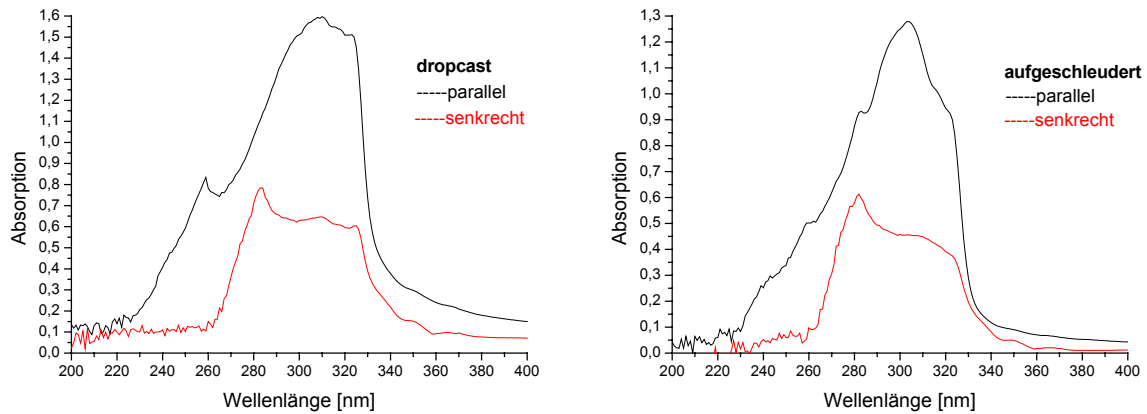 1,6
1,5
1,4
1,3
1,2
1,1
1,0
0,9
0,8
0,7
0,6
0,5
0,4
0,3
0,2
0,1
0,0
200 220 240 260 280 300 320 340 360 380 400
Absorption
Wellenlänge [nm]
dropcast
-----parallel
-----senkrecht
1,3
1,2
1,1
1,0
0,9
0,8
0,7
0,6
0,5
0,4
0,3
0,2
0,1
0,0
200 220 240 260 280 300 320 340 360 380 400
Absorption
Wellenlänge [nm]
aufgeschleudert
-----parallel
-----senkrecht